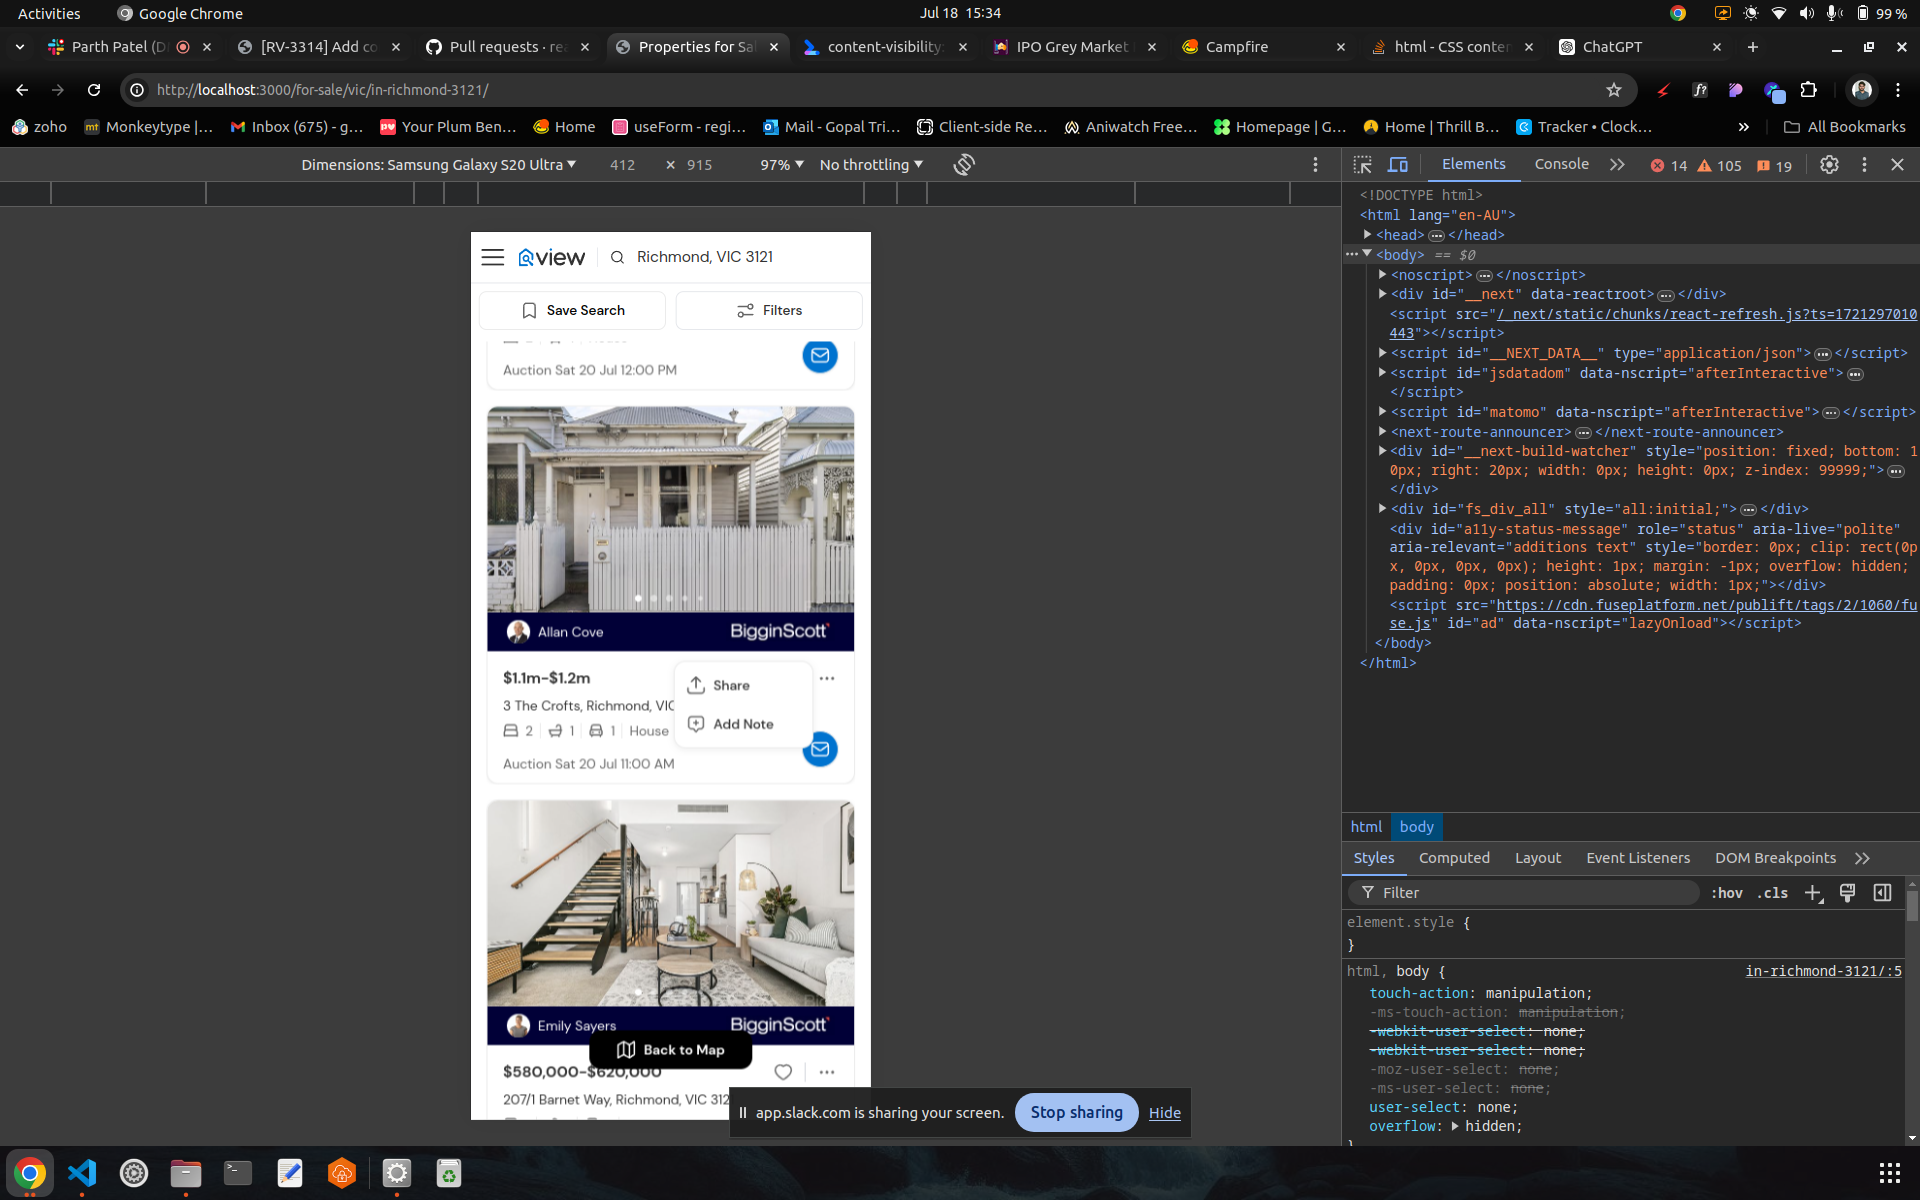 Activities
Google Chrome
Jul 18 15:34
99 %
Parth Patel (D
[RV-3314] Add co
Pull requests · re
Properties for Sal
content-visibility:
IPO Grey Market
Campfire
html - CSS conte
ChatGPT
http://localhost:3000/for-sale/vic/in-richmond-3121/
zoho
Monkeytype |...
Inbox (675) - g...
Your Plum Ben...
Home
useForm - regi...
Mail - Gopal Tri...
Client-side Re...
Aniwatch Free...
Homepage | G...
Home | Thrill B...
Tracker • Clock...
All Bookmarks
Dimensions: Samsung Galaxy S20 Ultra
412 × 915
97%
No throttling
view
Richmond, VIC 3121
Save Search
Filters
Auction Sat 20 Jul 12:00 PM
Allan Cove
BigginScott
$1.1m-$1.2m
Share
3 The Crofts, Richmond, VIC
Add Note
2 1 1 House
Auction Sat 20 Jul 11:00 AM
Emily Sayers
BigginScott
Back to Map
$580,000-$620,000
207/1 Barnet Way, Richmond, VIC 312
app.slack.com is sharing your screen.
Stop sharing
Hide
Elements
Console
14
105
19
<!DOCTYPE html>
<html lang="en-AU">
<head> </head>
<body> == $0
<noscript> </noscript>
<div id="__next" data-reactroot> </div>
<script src="/_next/static/chunks/react-refresh.js?ts=1721297010
443"></script>
<script id="__NEXT_DATA__" type="application/json"> </script>
<script id="jsdatadom" data-nscript="afterInteractive">
</script>
<script id="matomo" data-nscript="afterInteractive"> </script>
<next-route-announcer> </next-route-announcer>
<div id="__next-build-watcher" style="position: fixed; bottom: 1
0px; right: 20px; width: 0px; height: 0px; z-index: 99999;">
</div>
<div id="fs_div_all" style="all:initial;"> </div>
<div id="a11y-status-message" role="status" aria-live="polite"
aria-relevant="additions text" style="border: 0px; clip: rect(0p
x, 0px, 0px, 0px); height: 1px; margin: -1px; overflow: hidden;
padding: 0px; position: absolute; width: 1px;"></div>
<script src="https://cdn.fuseplatform.net/publift/tags/2/1060/fu
se.js" id="ad" data-nscript="lazyOnload"></script>
</body>
</html>
html
body
Styles
Computed
Layout
Event Listeners
DOM Breakpoints
Filter
:hov
.cls
element.style {
}
html, body {
in-richmond-3121/:5
touch-action: manipulation;
-ms-touch-action: manipulation;
-webkit-user-select: none;
-webkit-user-select: none;
-moz-user-select: none;
-ms-user-select: none;
user-select: none;
overflow: hidden;